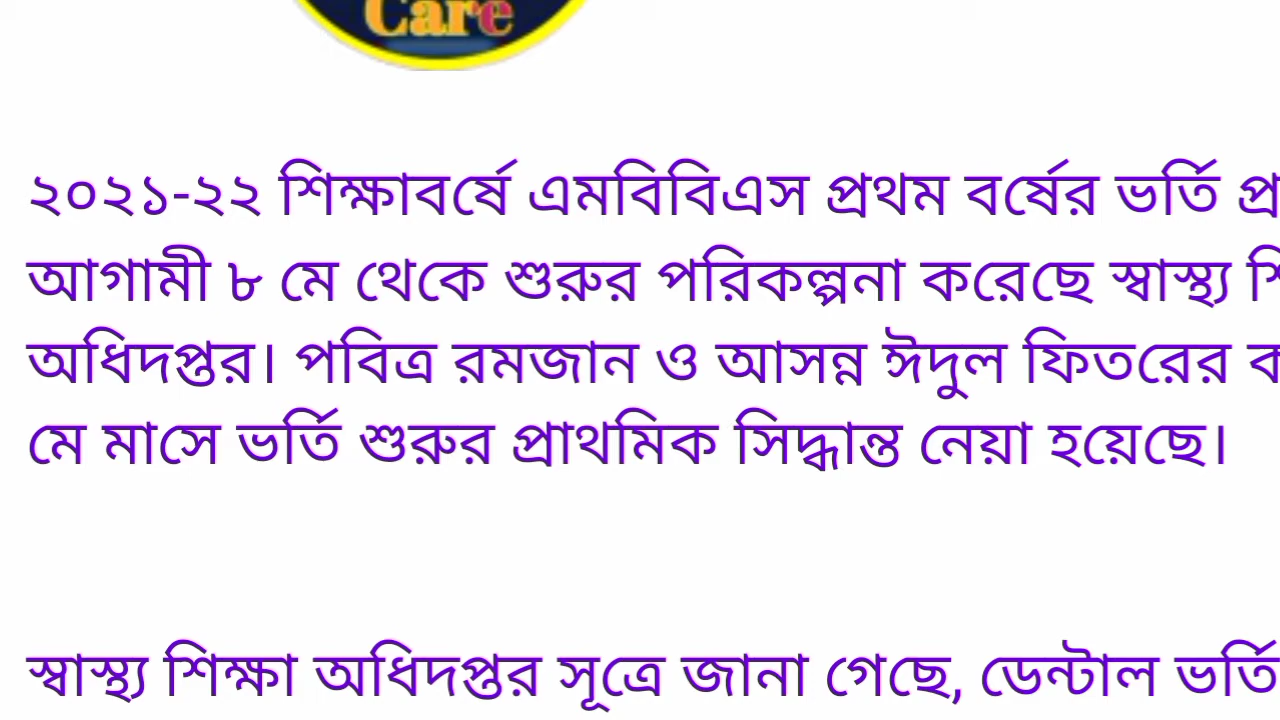 Care
২০২১-২২ শিক্ষাবর্ষে এমবিবিএস প্রথম বর্ষের ভর্তি
আগামী ৮ মে থেকে শুরুর পরিকল্পনা করেছে স্বাস্থ্য
অধিদপ্তর। পবিত্র রমজান ও আসন্ন ঈদুল ফিতরের
মে মাসে ভর্তি শুরুর প্রাথমিক সিদ্ধান্ত নেয়া হয়েছে।
স্বাস্থ্য শিক্ষা অধিদপ্তর সূত্রে জানা গেছে, ডেন্টাল ভর্তি